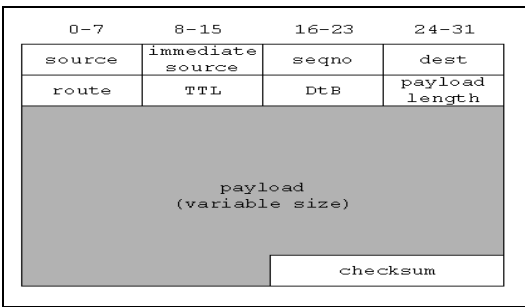 0-7 8-15 16-23 24-31
source immediate source seqno dest
route TTL DtB payload length
payload
(variable size)
checksum